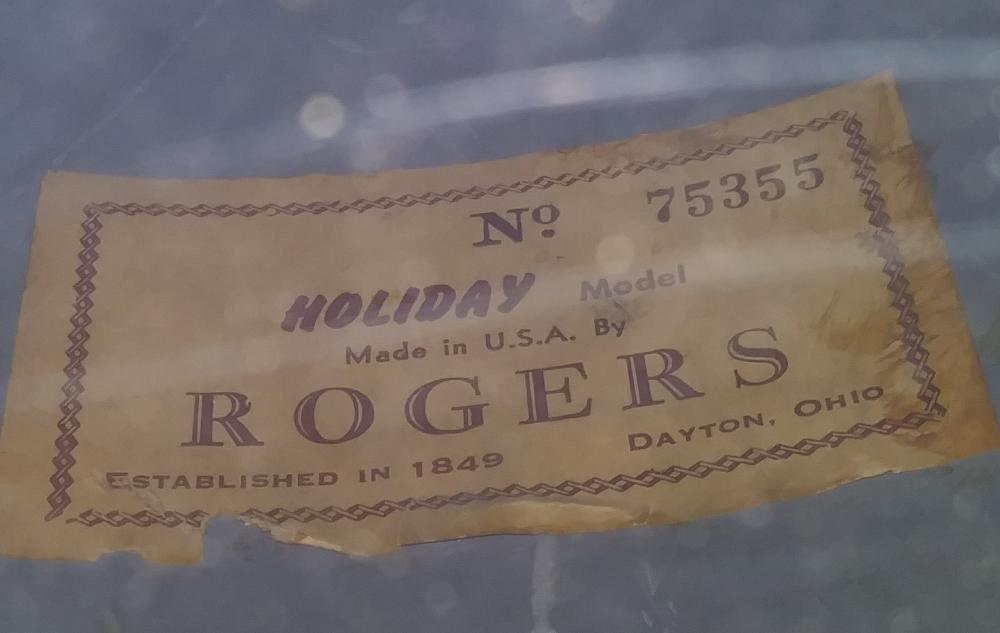 Nº 75355
HOLIDAY Model
Made in U.S.A. By
ROGERS
ESTABLISHED IN 1849 DAYTON, OHIO